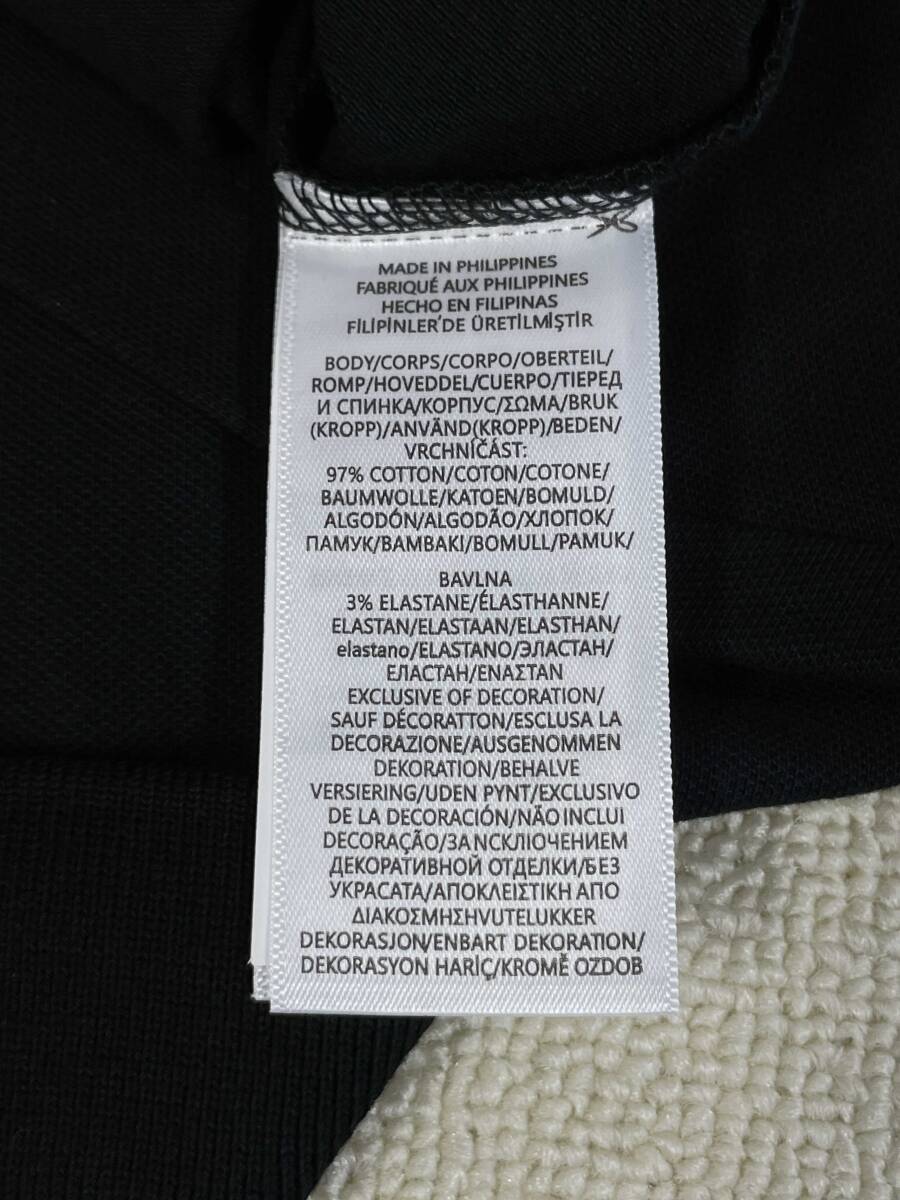 MADE IN PHILIPPINES
FABRIQUÉ AUX PHILIPPINES
HECHO EN FILIPINAS
FİLİPİNLER'DE ÜRETİLMİŞTİR
BODY/CORPS/CORPO/OBERTEIL/
ROMP/HOVEDDEL/CUERPO/ПЕРЕД
И СПИНКА/КОРПУС/ΣΩΜΑ/BRUK
(KROPP)/ANVÄND(KROPP)/BEDEN/
VRCHNÍČÁST:
97% COTTON/COTON/COTONE/
BAUMWOLLE/KATOEN/BOMULD/
ALGODÓN/ALGODÃO/ХЛОПОК/
ПАМУК/BAMBAKI/BOMULL/PAMUK/
BAVLNA
3% ELASTANE/ÉLASTHANNE/
ELASTAN/ELASTAAN/ELASTHAN/
elastano/ELASTANO/ЭЛАСТАН/
ЕЛАСТАН/ΕΝΑΣΤΑΝ
EXCLUSIVE OF DECORATION/
SAUF DÉCORATTON/ESCLUSA LA
DECORAZIONE/AUSGENOMMEN
DEKORATION/BEHALVE
VERSIERING/UDEN PYNT/EXCLUSIVO
DE LA DECORACIÓN/NÃO INCLUI
DECORAÇÃO/ЗАNCКЛIOЧЕНИЕМ
ДЕКОРАТИВНОЙ ОТДЕЛКИ/БЕЗ
УКРАСАТА/ΑΠΟΚΛΕΙΣΤΙΚΗ ΑΠΟ
ΔΙΑΚΟΣΜΗΣΗVUTELUKKER
DEKORASJON/ENBART DEKORATION/
DEKORASYON HARİÇ/KROMĚ OZDOB